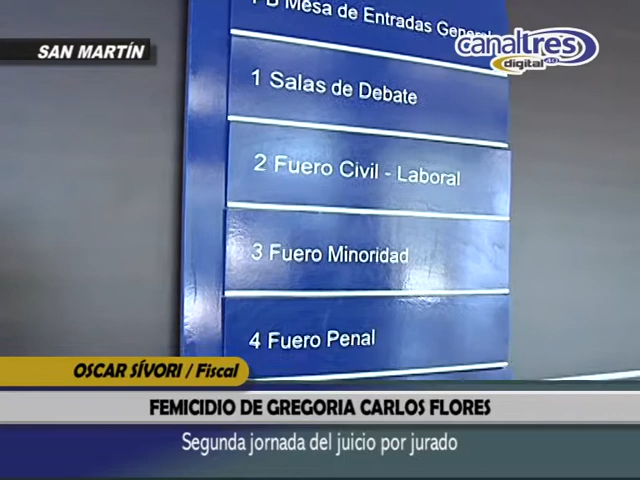 PB Mesa de Entradas General
SAN MARTÍN
canaltres
digital
1 Salas de Debate
2 Fuero Civil - Laboral
3 Fuero Minoridad
4 Fuero Penal
OSCAR SÍVORI / Fiscal
FEMICIDIO DE GREGORIA CARLOS FLORES
Segunda jornada del juicio por jurado